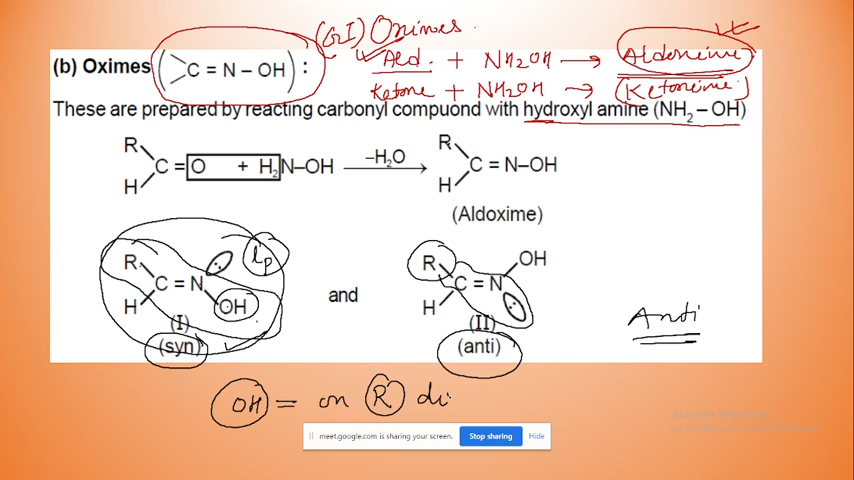 (GI) Oximes.
(b) Oximes ( >C = N – OH ) :
Ald. + NH2OH → Aldoxime
Ketone + NH2OH → (Ketoxime)
These are prepared by reacting carbonyl compuond with hydroxyl amine (NH2 – OH)
R
C = O + H2N–OH –H2O
H
R
C = N–OH
H
(Aldoxime)
R lp
C = N
H OH
(I)
(syn)
and
R OH
C = N
H
(II)
(anti)
Anti
OH = on R di
meet.google.com is sharing your screen. Stop sharing Hide